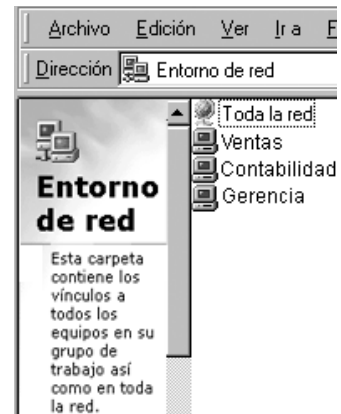 Archivo Edición Ver Ir a F
Dirección Entorno de red
Toda la red
Ventas
Contabilidad
Gerencia
Entorno
de red
Esta carpeta
contiene los
vínculos a
todos los
equipos en su
grupo de
trabajo así
como en toda
la red.